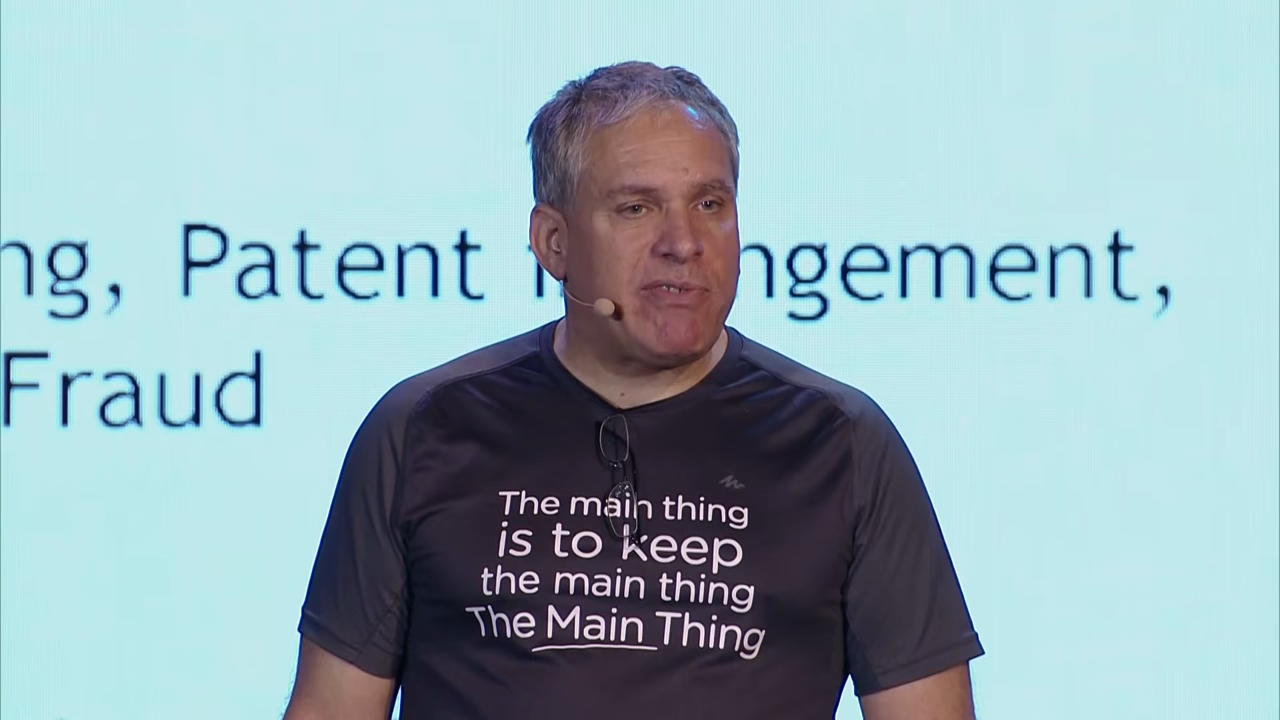 ng, Patent ngement,
Fraud
The main thing
is to keep
the main thing
The Main Thing